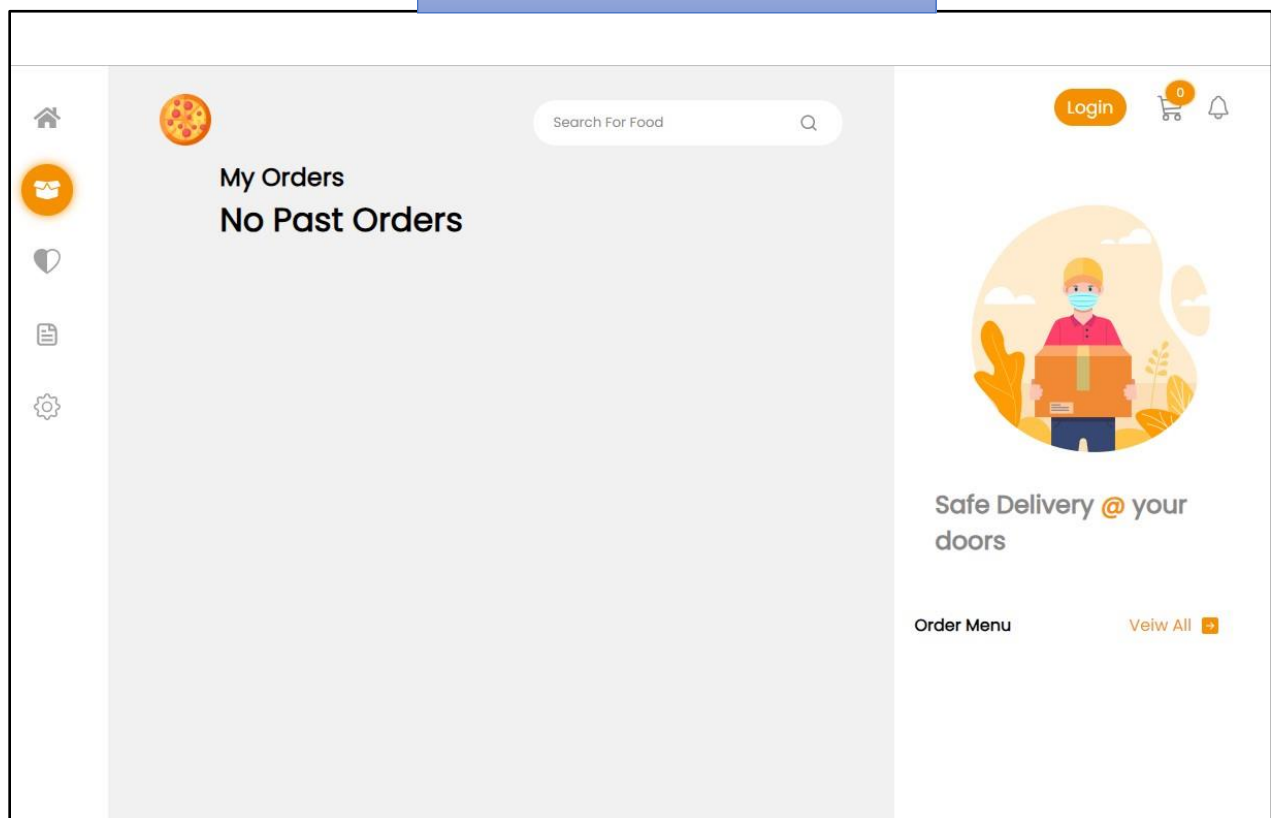 Login
0
Search For Food
My Orders
No Past Orders
Safe Delivery @ your
doors
Order Menu
Veiw All